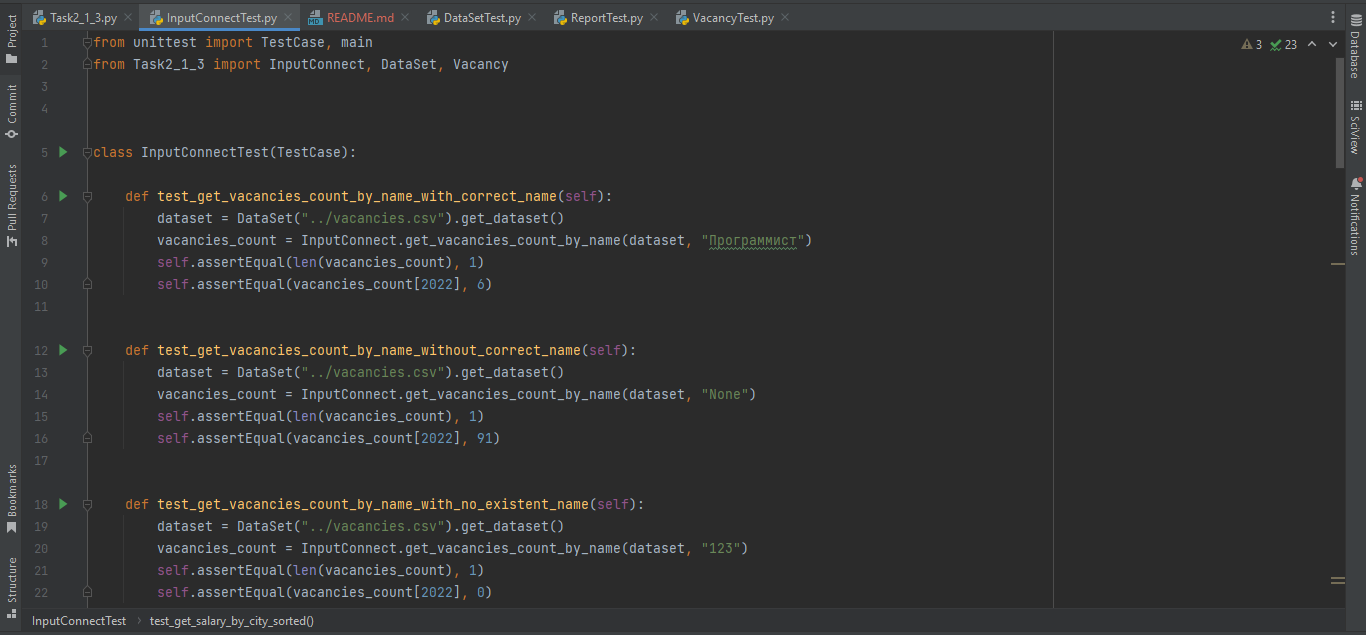 Task2_1_3.py InputConnectTest.py README.md DataSetTest.py ReportTest.py VacancyTest.py
Project
Commit
Pull Requests
Bookmarks
Structure
3 23
1 from unittest import TestCase, main
2 from Task2_1_3 import InputConnect, DataSet, Vacancy
3
4
5 class InputConnectTest(TestCase):
6 def test_get_vacancies_count_by_name_with_correct_name(self):
7 dataset = DataSet("../vacancies.csv").get_dataset()
8 vacancies_count = InputConnect.get_vacancies_count_by_name(dataset, "Программист")
9 self.assertEqual(len(vacancies_count), 1)
10 self.assertEqual(vacancies_count[2022], 6)
11
12 def test_get_vacancies_count_by_name_without_correct_name(self):
13 dataset = DataSet("../vacancies.csv").get_dataset()
14 vacancies_count = InputConnect.get_vacancies_count_by_name(dataset, "None")
15 self.assertEqual(len(vacancies_count), 1)
16 self.assertEqual(vacancies_count[2022], 91)
17
18 def test_get_vacancies_count_by_name_with_no_existent_name(self):
19 dataset = DataSet("../vacancies.csv").get_dataset()
20 vacancies_count = InputConnect.get_vacancies_count_by_name(dataset, "123")
21 self.assertEqual(len(vacancies_count), 1)
22 self.assertEqual(vacancies_count[2022], 0)
Database
SciView
Notifications
InputConnectTest › test_get_salary_by_city_sorted()